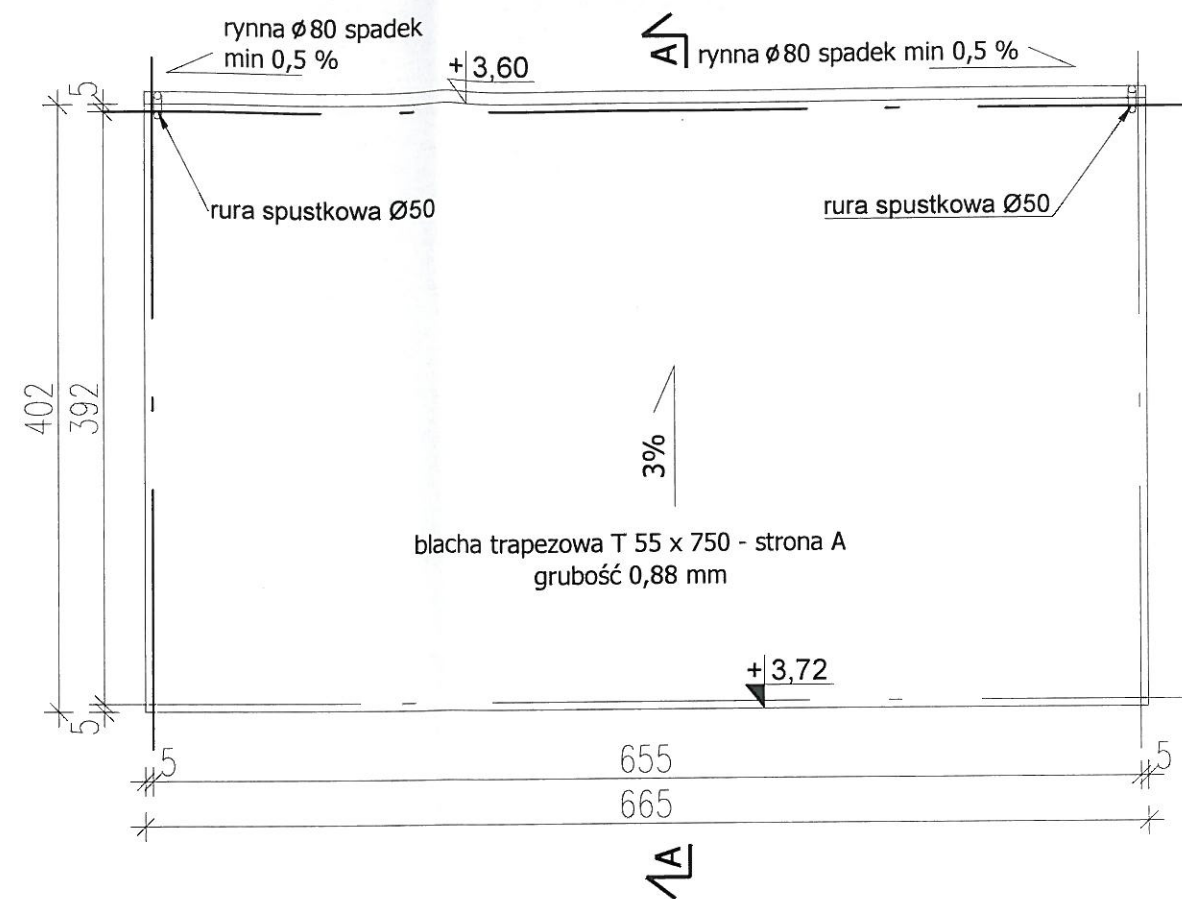 rynna ø80 spadek
min 0,5 %
A
rynna ø80 spadek min 0,5 %
+3,60
5
rura spustkowa Ø50
rura spustkowa Ø50
402
392
3%
blacha trapezowa T 55 x 750 - strona A
grubość 0,88 mm
+3,72
5
5
655
5
665
A